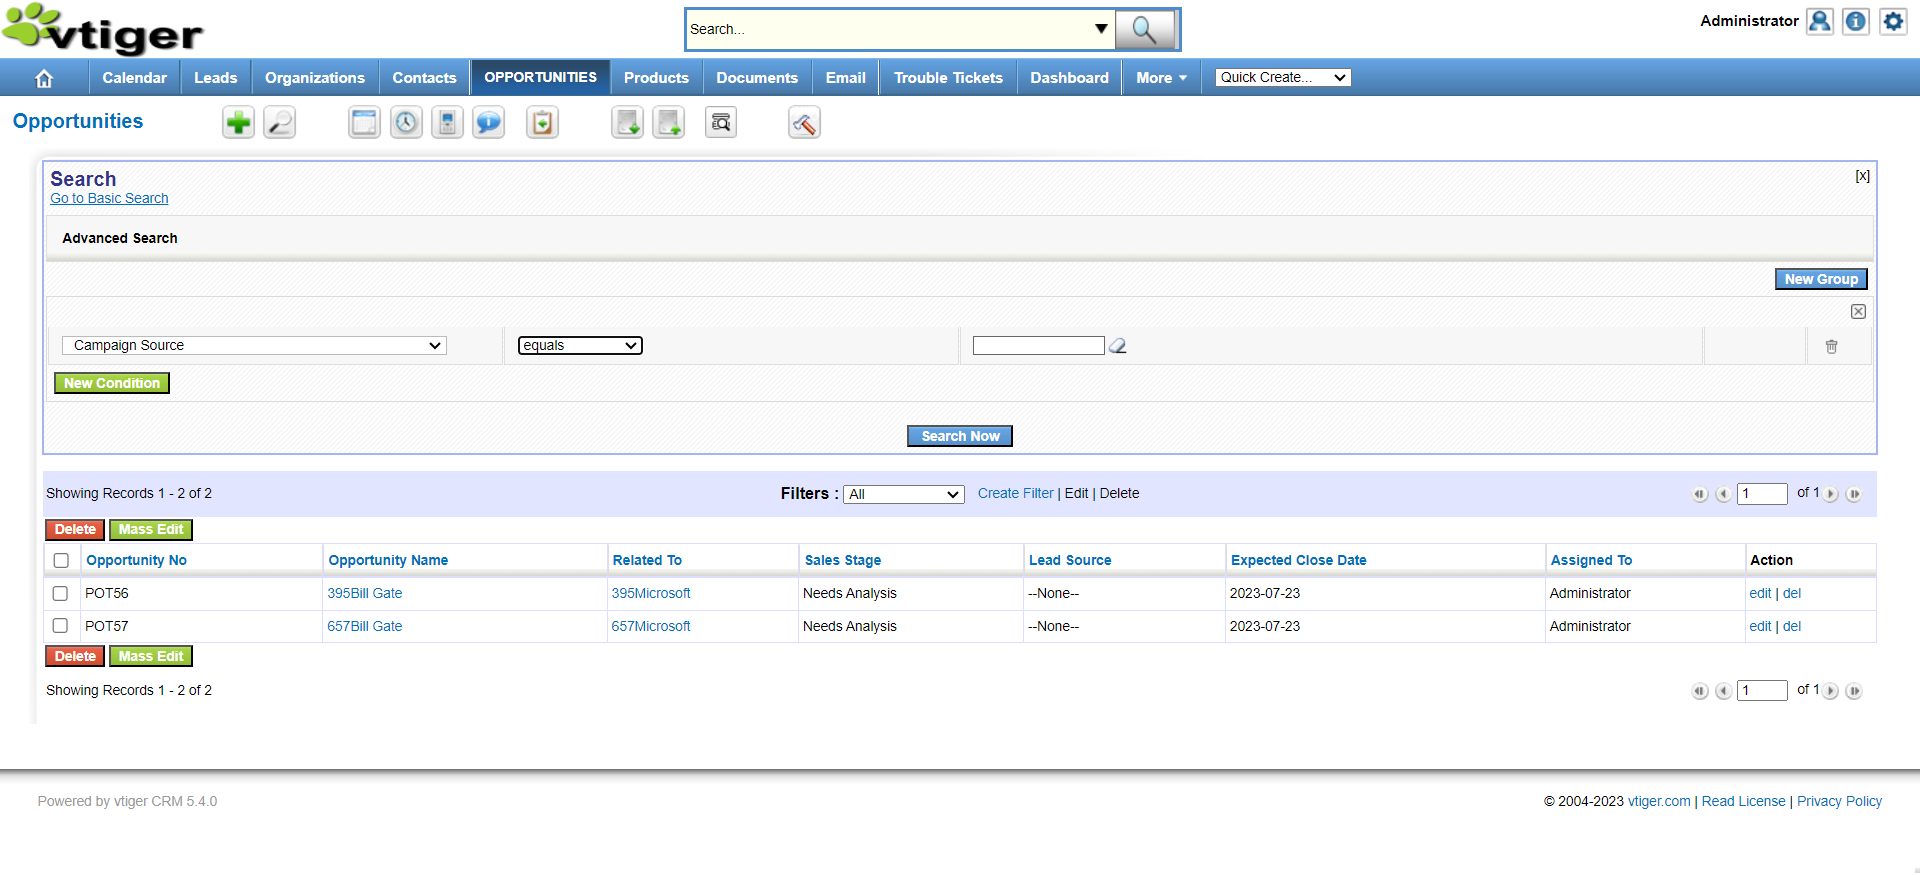 vtiger
Search...
Administrator
Calendar Leads Organizations Contacts OPPORTUNITIES Products Documents Email Trouble Tickets Dashboard More Quick Create...
Opportunities
Search
[x]
Go to Basic Search
Advanced Search
New Group
Campaign Source equals
New Condition
Search Now
Showing Records 1 - 2 of 2 Filters : All Create Filter | Edit | Delete 1 of 1
Delete Mass Edit
Opportunity No Opportunity Name Related To Sales Stage Lead Source Expected Close Date Assigned To Action
POT56 395Bill Gate 395Microsoft Needs Analysis --None-- 2023-07-23 Administrator edit | del
POT57 657Bill Gate 657Microsoft Needs Analysis --None-- 2023-07-23 Administrator edit | del
Delete Mass Edit
Showing Records 1 - 2 of 2 1 of 1
Powered by vtiger CRM 5.4.0 © 2004-2023 vtiger.com | Read License | Privacy Policy